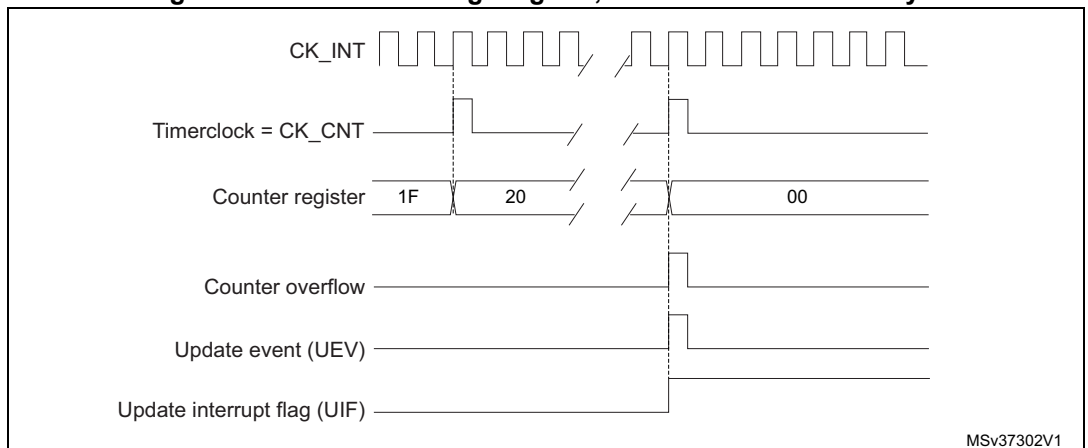 CK_INT
Timerclock = CK_CNT
Counter register 1F 20 00
Counter overflow
Update event (UEV)
Update interrupt flag (UIF)
MSv37302V1